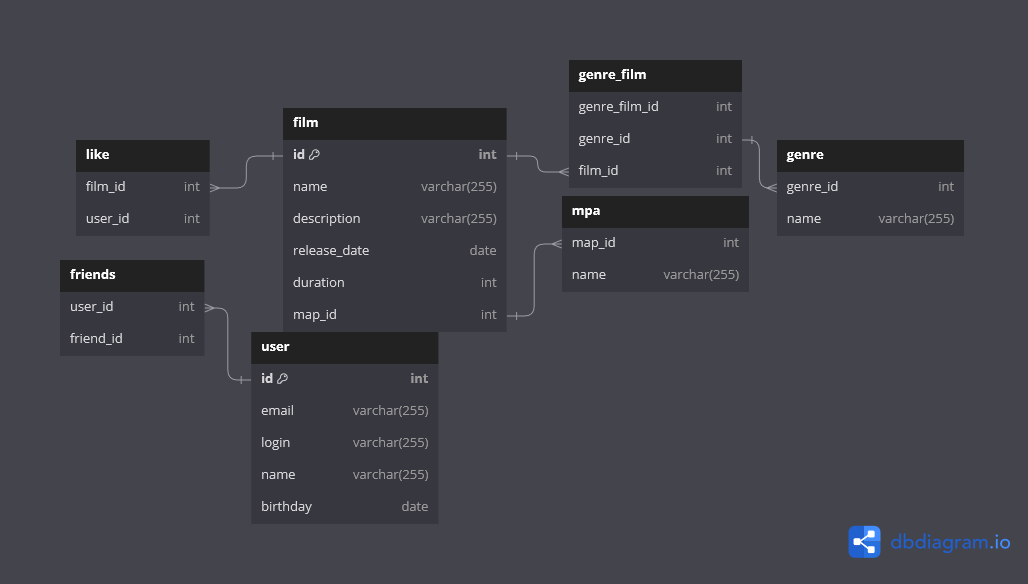 like
film_id int
user_id int
friends
user_id int
friend_id int
film
id int
name varchar(255)
description varchar(255)
release_date date
duration int
map_id int
user
id int
email varchar(255)
login varchar(255)
name varchar(255)
birthday date
genre_film
genre_film_id int
genre_id int
film_id int
mpa
map_id int
name varchar(255)
genre
genre_id int
name varchar(255)
dbdiagram.io